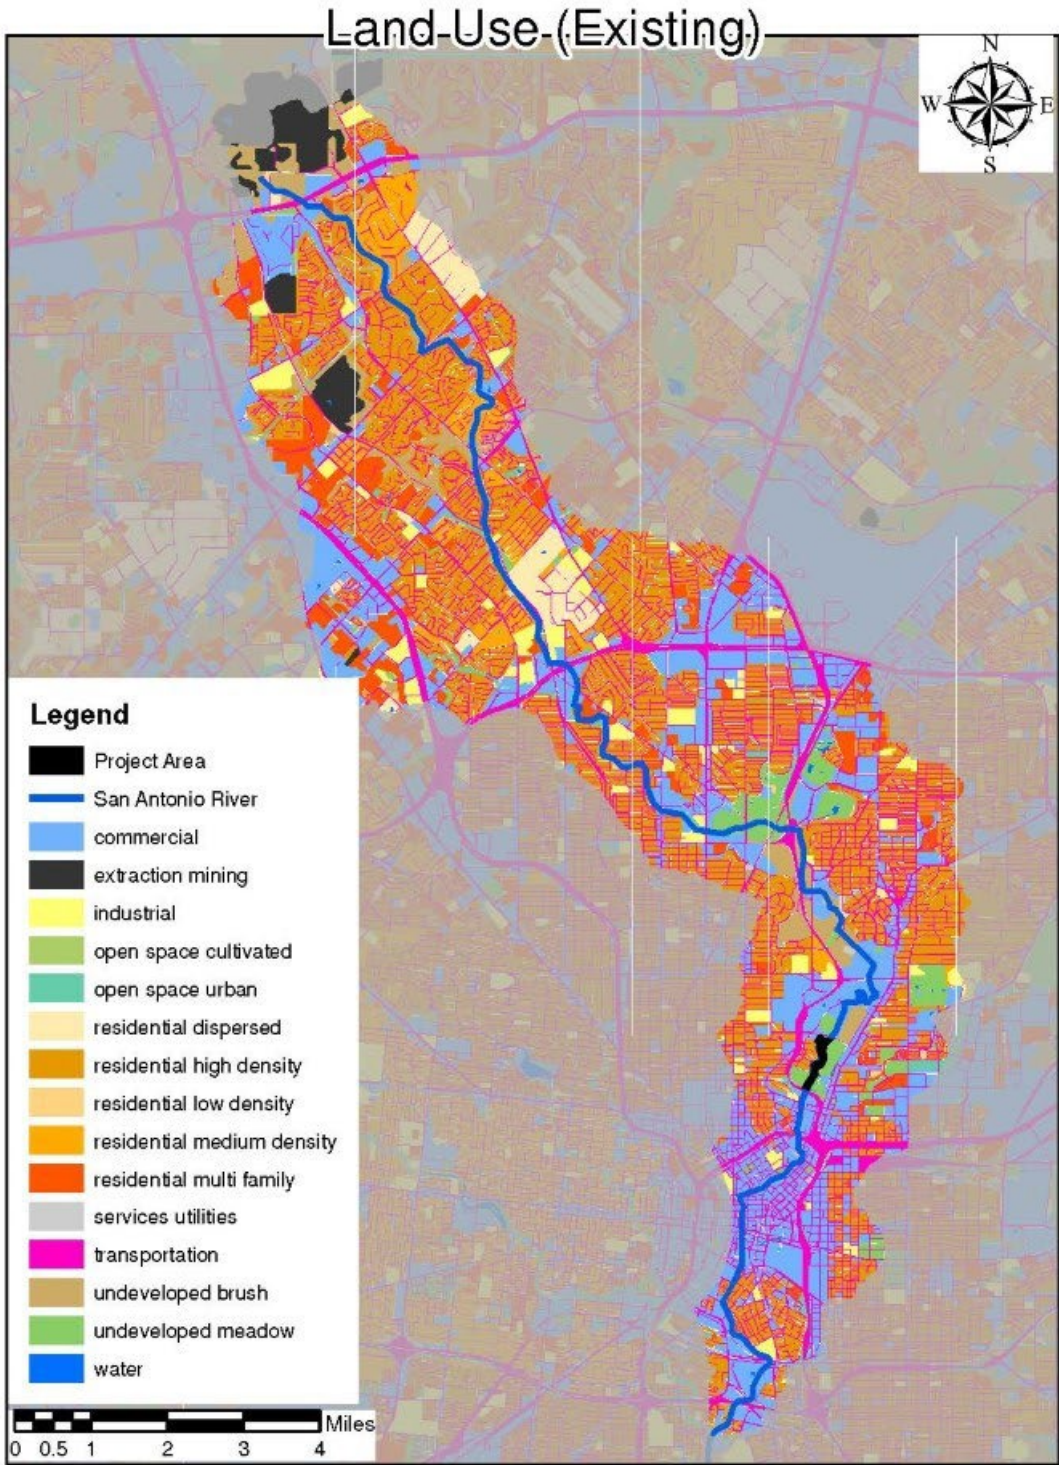 Land Use (Existing)
N
W E
S
Legend
Project Area
San Antonio River
commercial
extraction mining
industrial
open space cultivated
open space urban
residential dispersed
residential high density
residential low density
residential medium density
residential multi family
services utilities
transportation
undeveloped brush
undeveloped meadow
water
Miles
0 0.5 1 2 3 4